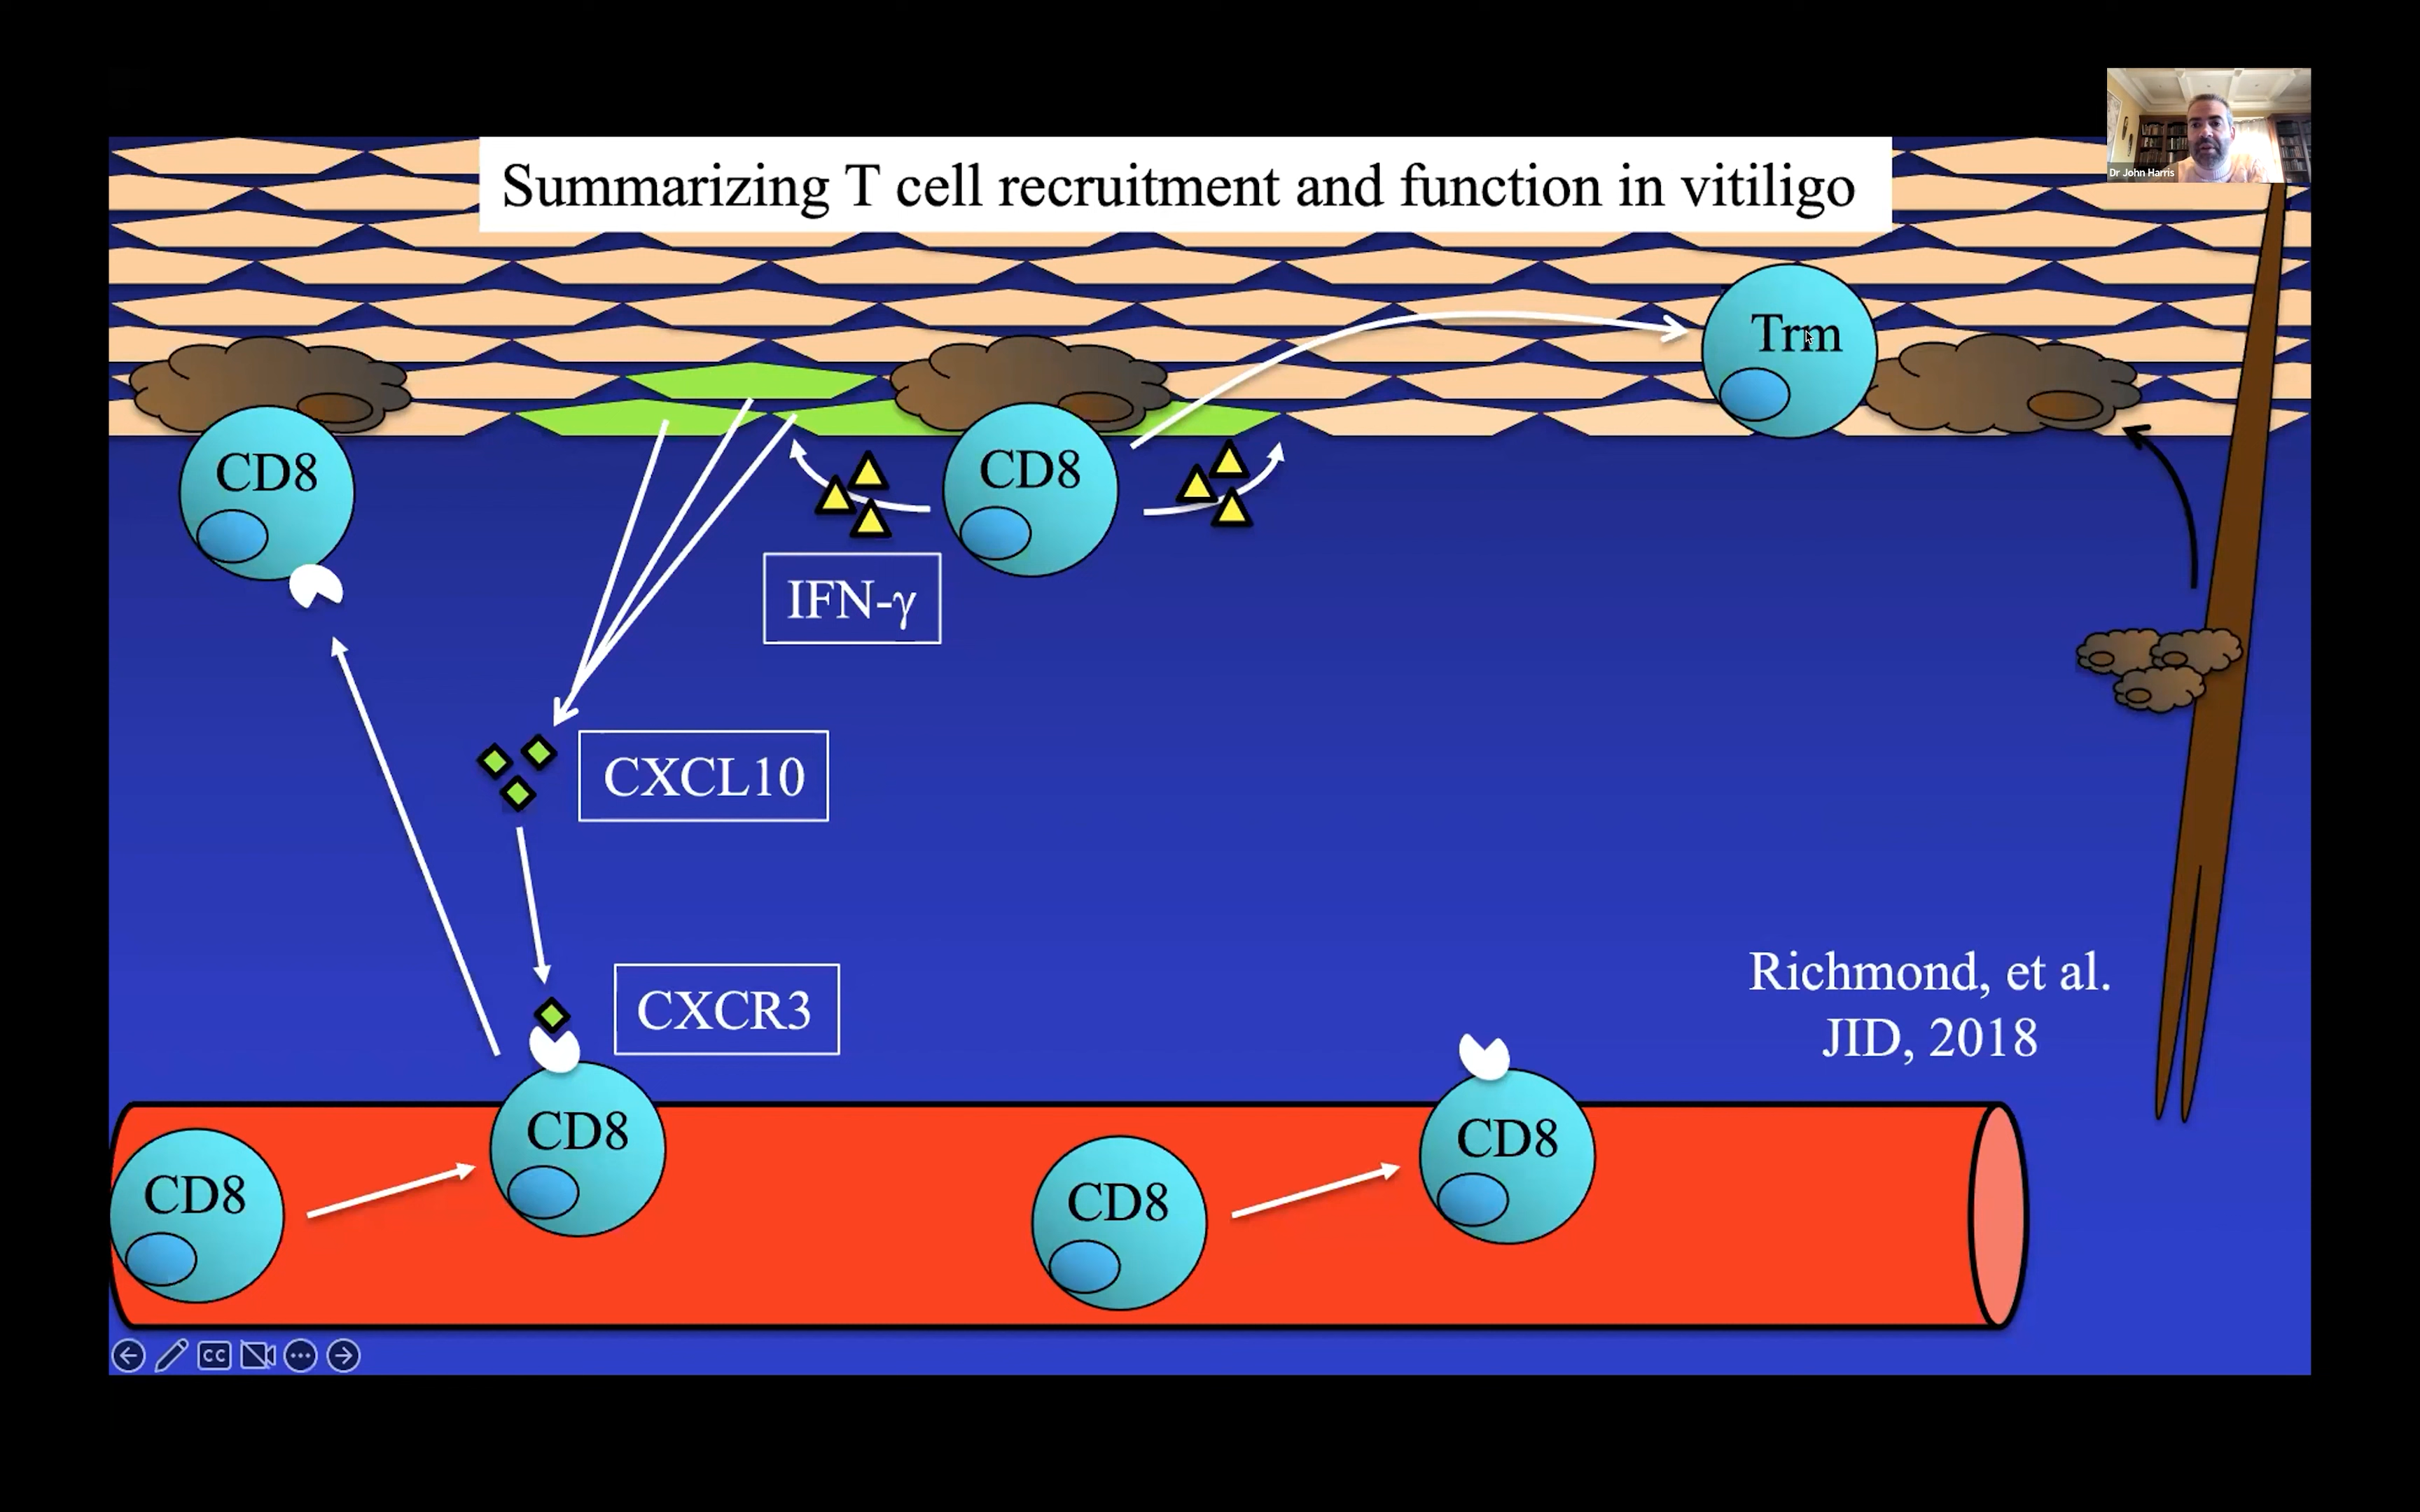 Dr John Harris
Summarizing T cell recruitment and function in vitiligo
Trm
CD8
CD8
IFN-γ
CXCL10
CXCR3
Richmond, et al.
JID, 2018
CD8
CD8
CD8
CD8
CC